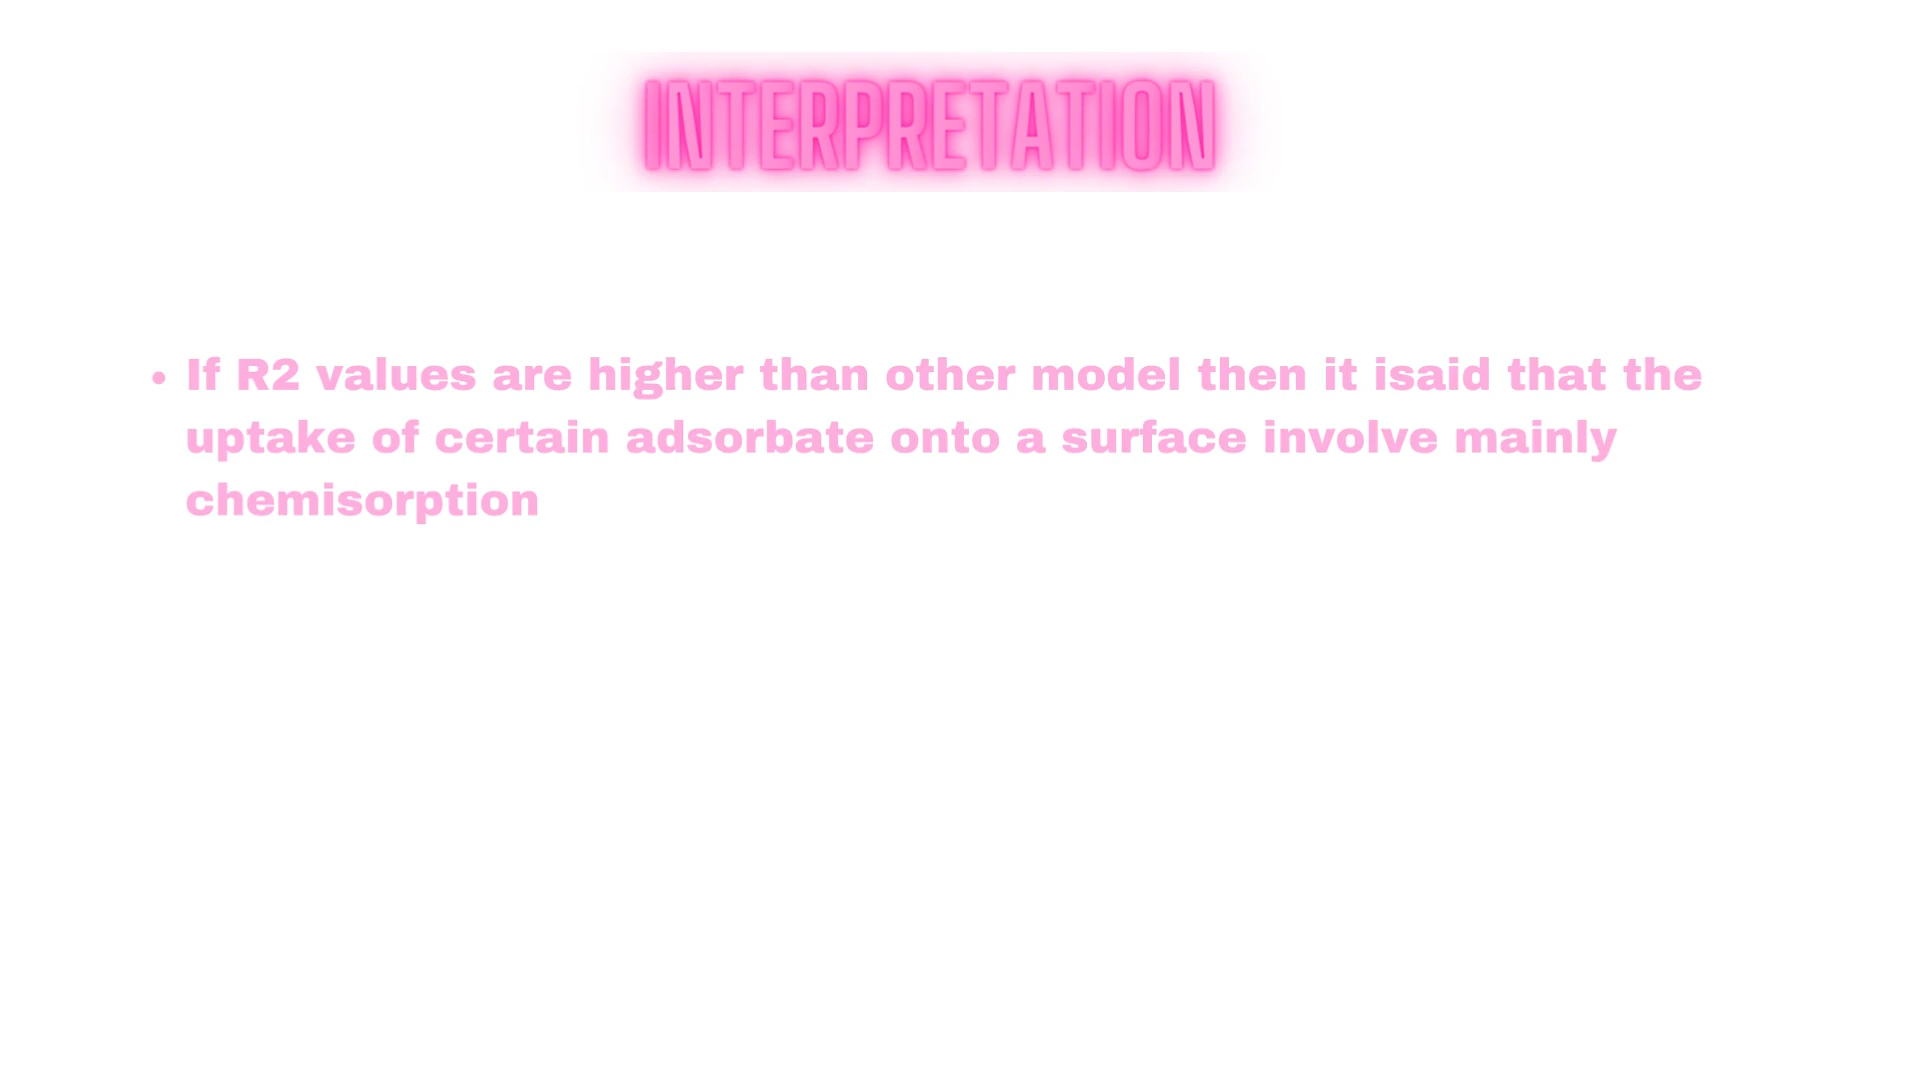 INTERPRETATION
• If R2 values are higher than other model then it isaid that the
uptake of certain adsorbate onto a surface involve mainly
chemisorption